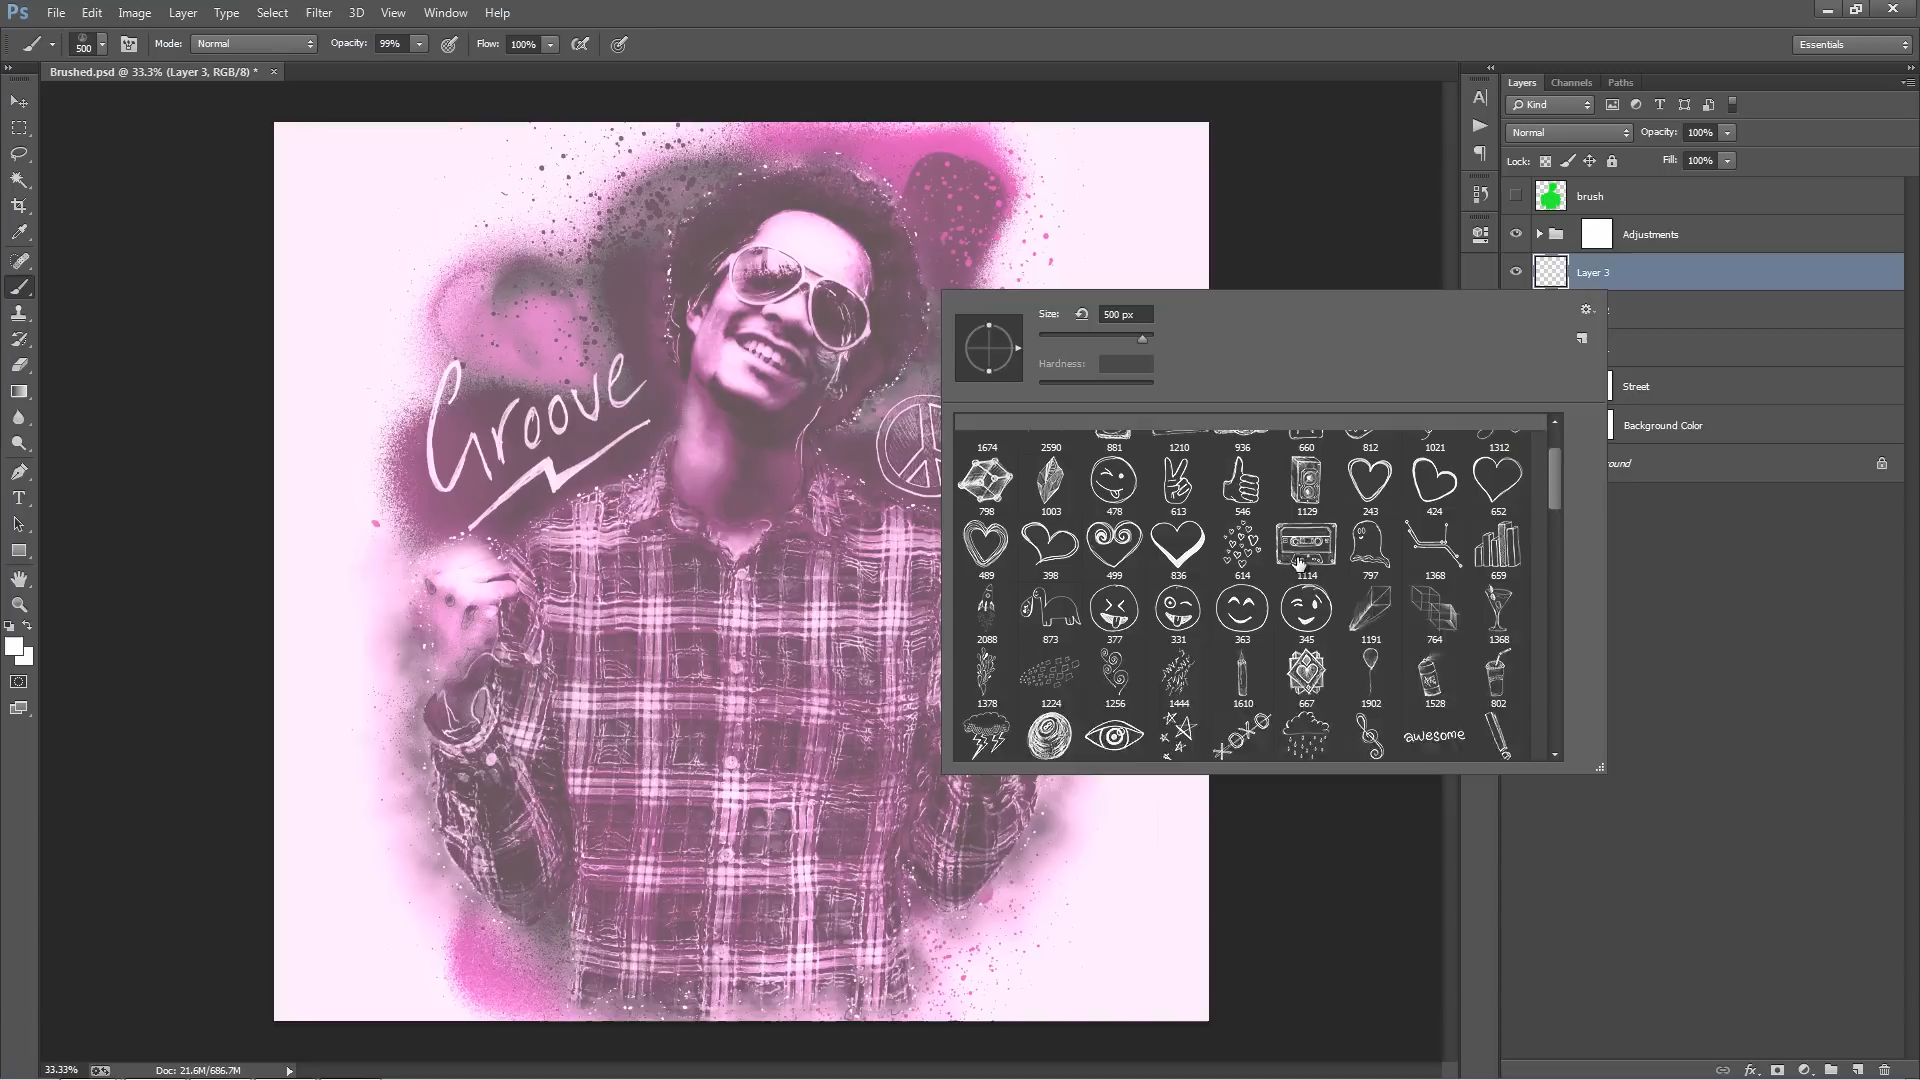 Ps File Edit Image Layer Type Select Filter 3D View Window Help
500 Mode: Normal Opacity: 99% Flow: 100% Essentials
Brushed.psd @ 33.3% (Layer 3, RGB/8) * ×
Layers Channels Paths
Kind
Normal Opacity: 100%
Lock: Fill: 100%
brush
Adjustments
Layer 3
Street
Background Color
ound
Groove
Size: 500 px
Hardness:
1674 2590 881 1210 936 660 812 1021 1312
798 1003 478 613 546 1129 243 424 652
489 398 499 836 614 1114 797 1368 659
2088 873 377 331 363 345 1191 764 1368
1378 1224 1256 1444 1610 667 1902 1528 802
XOXO awesome
33.33% Doc: 21.6M/686.7M